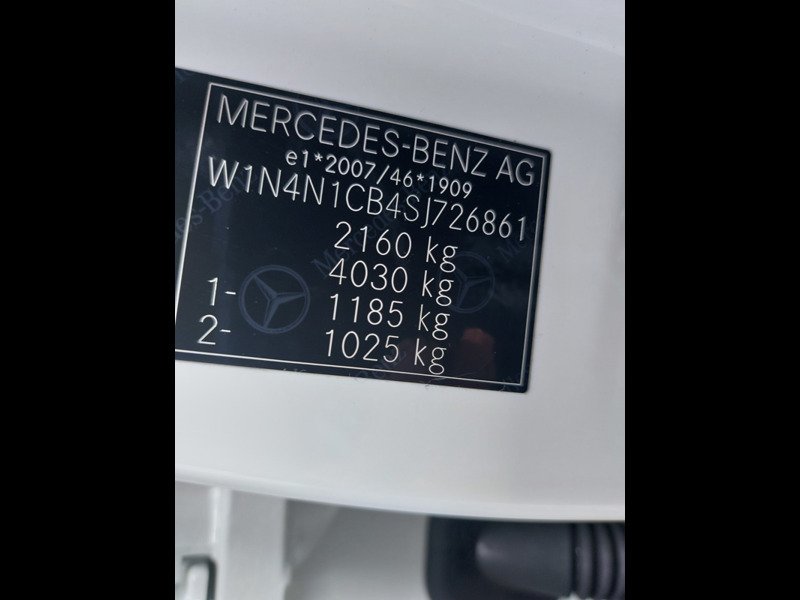 MERCEDES-BENZ AG
e1*2007/46*1909
W1N4N1CB4SJ726861
2160 kg
4030 kg
1- 1185 kg
2- 1025 kg